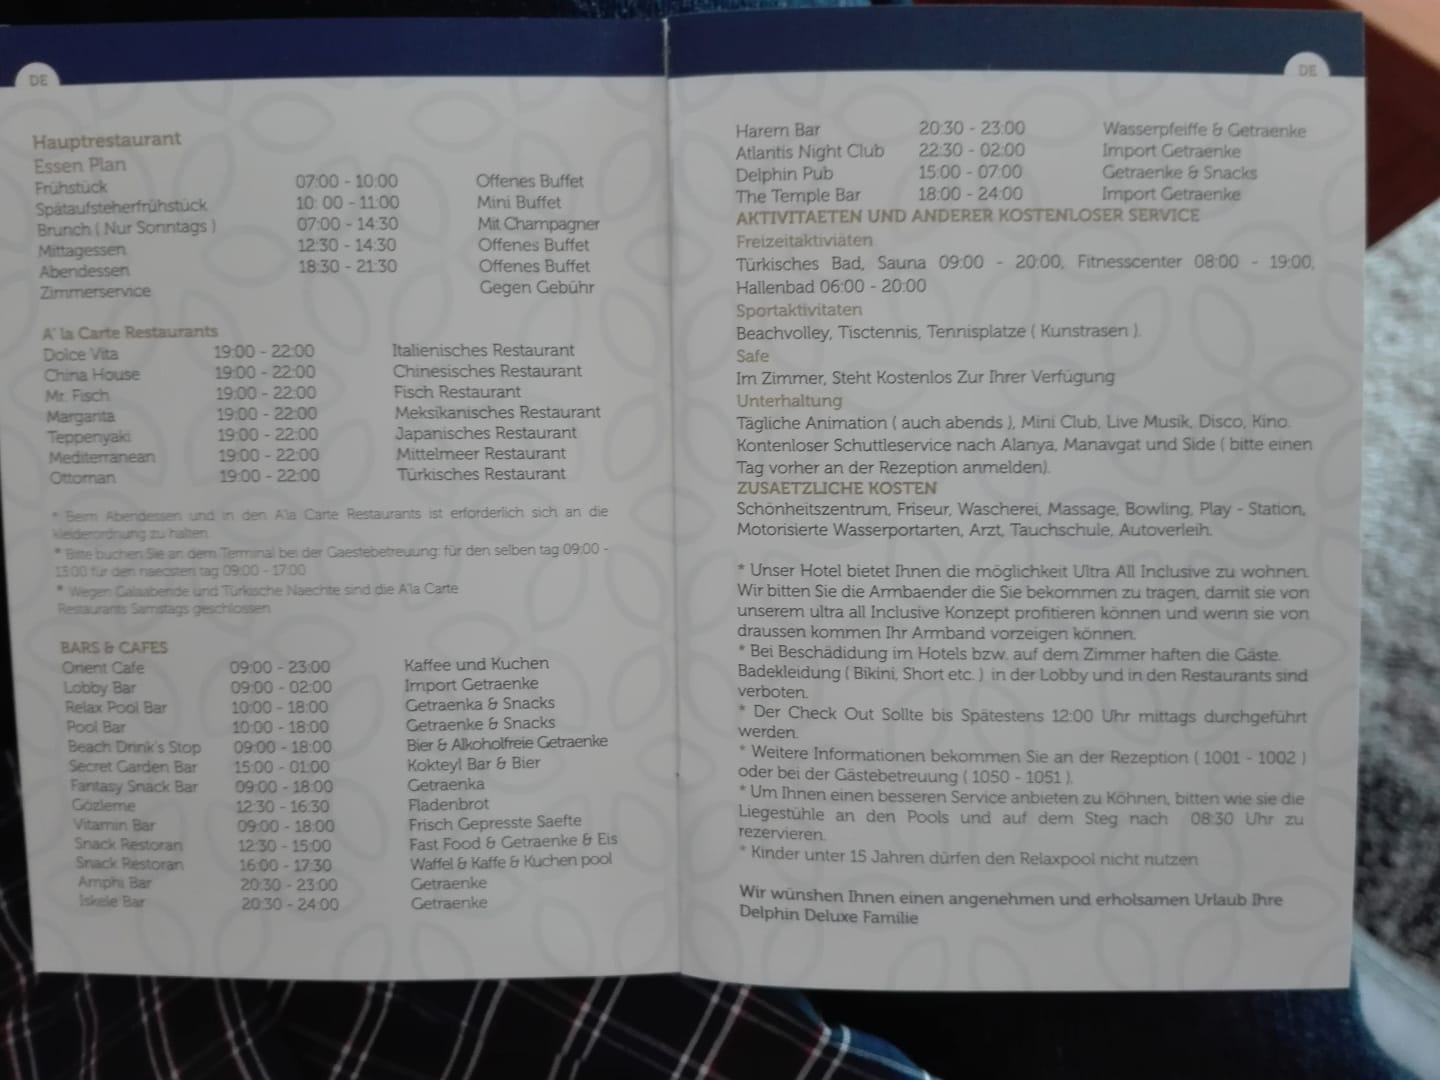 DE
Hauptrestaurant
Essen Plan
Frühstück 07:00 - 10:00 Offenes Buffet
Spätaufsteherfrühstück 10: 00 - 11:00 Mini Buffet
Brunch ( Nur Sonntags ) 07:00 - 14:30 Mit Champagner
Mittagessen 12:30 - 14:30 Offenes Buffet
Abendessen 18:30 - 21:30 Offenes Buffet
Zimmerservice Gegen Gebühr
A' la Carte Restaurants
Dolce Vita 19:00 - 22:00 Italienisches Restaurant
China House 19:00 - 22:00 Chinesisches Restaurant
Mr. Fisch 19:00 - 22:00 Fisch Restaurant
Margarita 19:00 - 22:00 Meksikanisches Restaurant
Teppenyaki 19:00 - 22:00 Japanisches Restaurant
Mediterranean 19:00 - 22:00 Mittelmeer Restaurant
Ottoman 19:00 - 22:00 Türkisches Restaurant
* Beim Abendessen und in den A'la Carte Restaurants ist erforderlich sich an die
kleiderordnung zu halten.
* Bitte buchen Sie an dem Terminal bei der Gaestebetreuung: für den selben tag 09:00 -
13:00 für den naecsten tag 09:00 - 17:00
* Wegen Galaabende und Türkische Naechte sind die A'la Carte
Restaurants Samstags geschlossen
BARS & CAFES
Orient Cafe 09:00 - 23:00 Kaffee und Kuchen
Lobby Bar 09:00 - 02:00 Import Getraenke
Relax Pool Bar 10:00 - 18:00 Getraenka & Snacks
Pool Bar 10:00 - 18:00 Getraenke & Snacks
Beach Drink's Stop 09:00 - 18:00 Bier & Alkoholfreie Getraenke
Secret Garden Bar 15:00 - 01:00 Kokteyl Bar & Bier
Fantasy Snack Bar 09:00 - 18:00 Getraenka
Gözleme 12:30 - 16:30 Fladenbrot
Vitamin Bar 09:00 - 18:00 Frisch Gepresste Saefte
Snack Restoran 12:30 - 15:00 Fast Food & Getraenke & Eis
Snack Restoran 16:00 - 17:30 Waffel & Kaffe & Kuchen pool
Amphi Bar 20:30 - 23:00 Getraenke
İskele Bar 20:30 - 24:00 Getraenke
DE
Harem Bar 20:30 - 23:00 Wasserpfeiffe & Getraenke
Atlantis Night Club 22:30 - 02:00 Import Getraenke
Delphin Pub 15:00 - 07:00 Getraenke & Snacks
The Temple Bar 18:00 - 24:00 Import Getraenke
AKTIVITAETEN UND ANDERER KOSTENLOSER SERVICE
Freizeitaktiviäten
Türkisches Bad, Sauna 09:00 - 20:00, Fitnesscenter 08:00 - 19:00,
Hallenbad 06:00 - 20:00
Sportaktivitaten
Beachvolley, Tisctennis, Tennisplatze ( Kunstrasen ).
Safe
Im Zimmer, Steht Kostenlos Zur Ihrer Verfügung
Unterhaltung
Tägliche Animation ( auch abends ), Mini Club, Live Musik, Disco, Kino.
Kontenloser Schuttleservice nach Alanya, Manavgat und Side ( bitte einen
Tag vorher an der Rezeption anmelden).
ZUSAETZLICHE KOSTEN
Schönheitszentrum, Friseur, Wascherei, Massage, Bowling, Play - Station,
Motorisierte Wasserportarten, Arzt, Tauchschule, Autoverleih.
* Unser Hotel bietet Ihnen die möglichkeit Ultra All Inclusive zu wohnen.
Wir bitten Sie die Armbaender die Sie bekommen zu tragen, damit sie von
unserem ultra all Inclusive Konzept profitieren können und wenn sie von
draussen kommen Ihr Armband vorzeigen können.
* Bei Beschädidung im Hotels bzw. auf dem Zimmer haften die Gäste.
Badekleidung ( Bikini, Short etc. ) in der Lobby und in den Restaurants sind
verboten.
* Der Check Out Sollte bis Spätestens 12:00 Uhr mittags durchgeführt
werden.
* Weitere Informationen bekommen Sie an der Rezeption ( 1001 - 1002 )
oder bei der Gästebetreuung ( 1050 - 1051 ).
* Um Ihnen einen besseren Service anbieten zu Köhnen, bitten wie sie die
Liegestühle an den Pools und auf dem Steg nach 08:30 Uhr zu
rezervieren.
* Kinder unter 15 Jahren dürfen den Relaxpool nicht nutzen
Wir wünshen Ihnen einen angenehmen und erholsamen Urlaub Ihre
Delphin Deluxe Familie